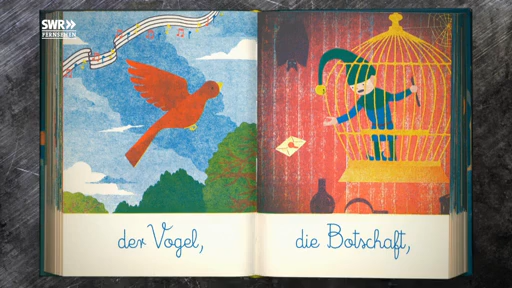 SWR»
FERNSEHEN
der Vogel,
die Botschaft,